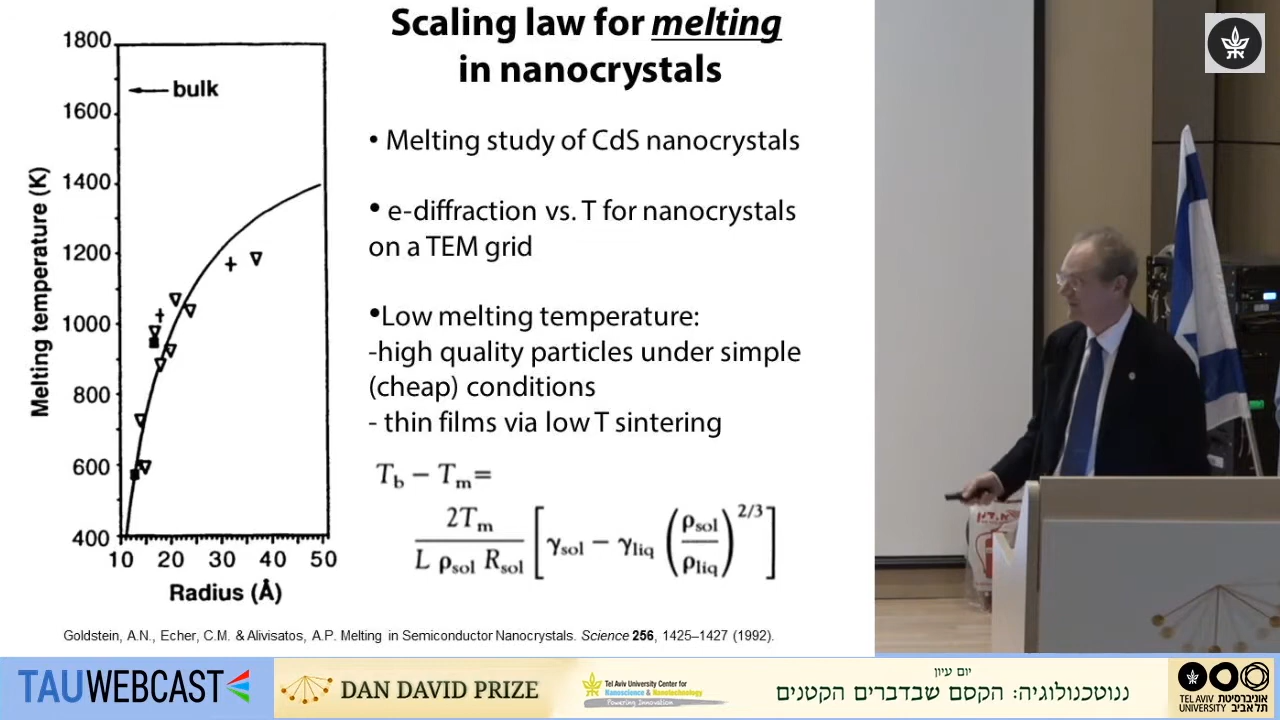 Scaling law for melting
in nanocrystals
1800
1600
1400
1200
1000
800
600
400
bulk
Melting temperature (K)
10 20 30 40 50
Radius (Å)
• Melting study of CdS nanocrystals
• e-diffraction vs. T for nanocrystals
on a TEM grid
•Low melting temperature:
-high quality particles under simple
(cheap) conditions
- thin films via low T sintering
T_b − T_m =
2T_m / L ρ_sol R_sol [γ_sol − γ_liq (ρ_sol / ρ_liq)^2/3]
Goldstein, A.N., Echer, C.M. & Alivisatos, A.P. Melting in Semiconductor Nanocrystals. Science 256, 1425–1427 (1992).
TAUWEBCAST
DAN DAVID PRIZE
Tel Aviv University Center for
Nanoscience & Nanotechnology
Powering Innovation
יום עיון
ננוטכנולוגיה: הקסם שבדברים הקטנים
TEL AVIV UNIVERSITY
אוניברסיטת תל אביב